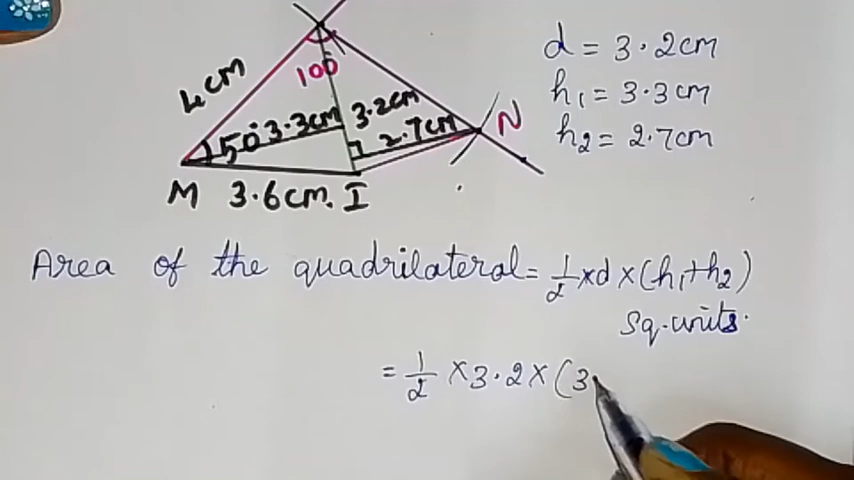 d = 3.2cm
4cm
100°
h₁ = 3.3cm
3.2cm
50° 3.3cm
2.7cm
N
h₂ = 2.7cm
M 3.6cm. I
Area of the quadrilateral = 1/2 × d × (h₁+h₂)
sq.units.
= 1/2 × 3.2 × (3